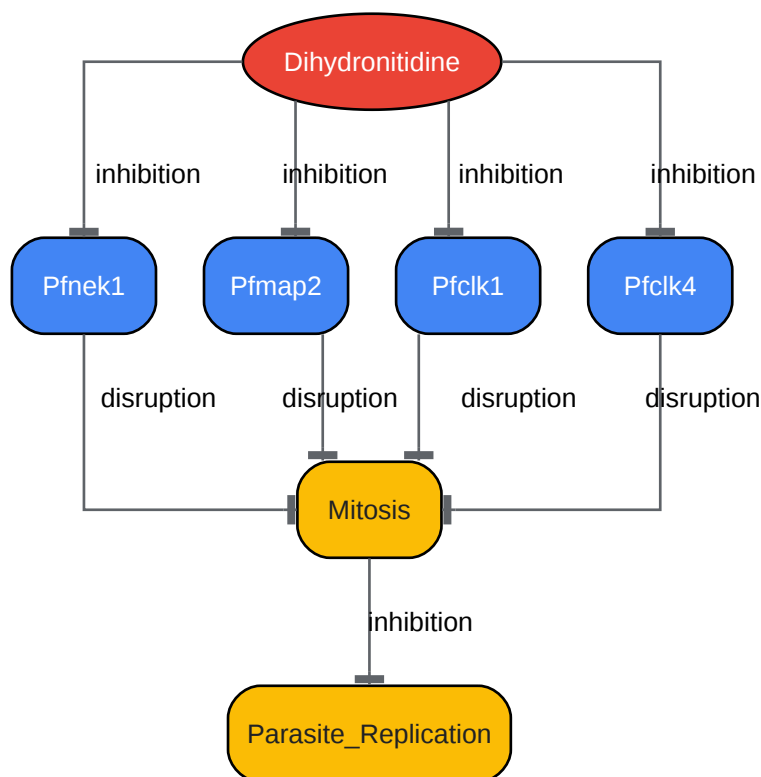 Dihydronitidine
inhibition
inhibition
inhibition
inhibition
Pfnek1
Pfmap2
Pfclk1
Pfclk4
disruption
disruption
disruption
disruption
Mitosis
inhibition
Parasite_Replication